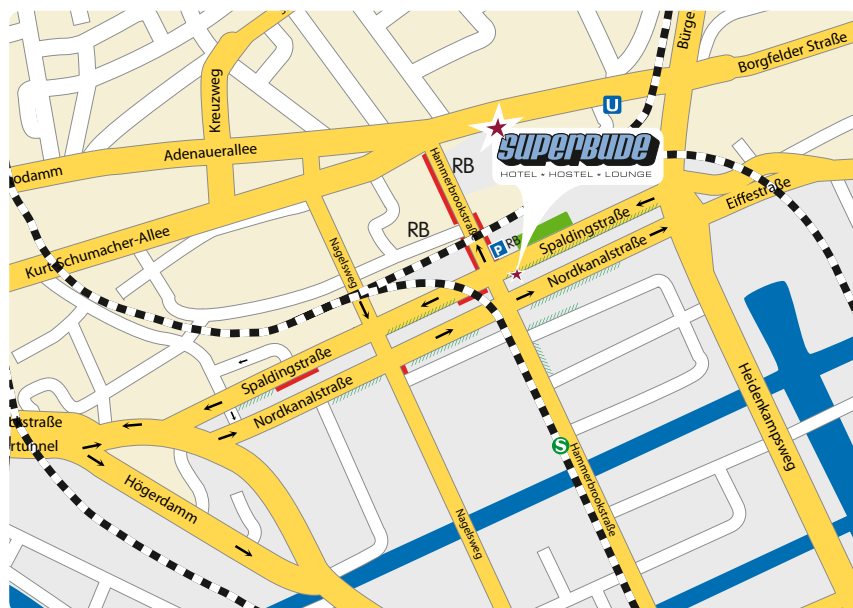 Bürge
Borgfelder Straße
Kreuzweg
U
Adenauerallee
odamm
Hammerbrookstraße
RB
SUPERBUDE
HOTEL ★ HOSTEL ★ LOUNGE
Eiffestraße
Kurt-Schumacher-Allee
RB
P
RB
Spaldingstraße
Nagelsweg
Nordkanalstraße
Spaldingstraße
Nordkanalstraße
Heidenkampsweg
straße
rtunnel
S
Hammerbrookstraße
Högerdamm
Nagelsweg